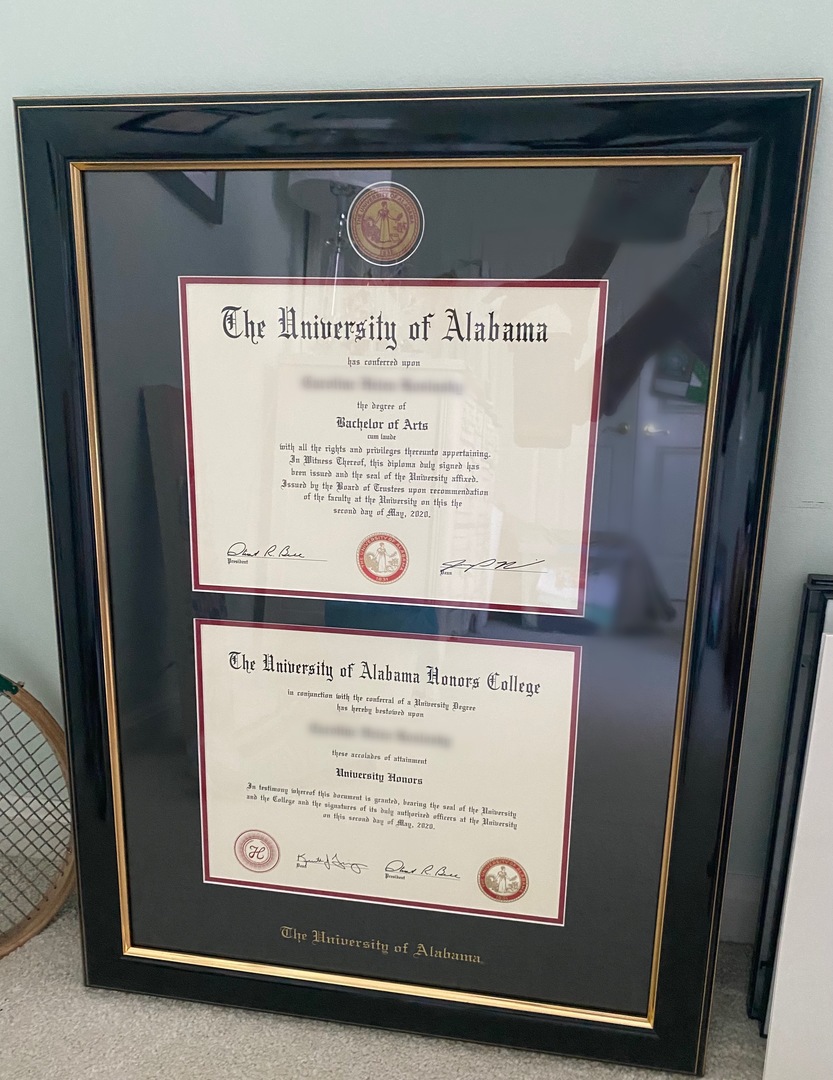 The University of Alabama
has conferred upon
the degree of
Bachelor of Arts
cum laude
with all the rights and privileges thereunto appertaining.
In Witness Thereof, this diploma duly signed has
been issued and the seal of the University affixed.
Issued by the Board of Trustees upon recommendation
of the faculty at the University on this the
second day of May, 2020.
President
Dean
The University of Alabama Honors College
in conjunction with the conferral of a University Degree
has hereby bestowed upon
these accolades of attainment
University Honors
In testimony whereof this document is granted, bearing the seal of the University
and the College and the signatures of its duly authorized officers at the University
on this second day of May, 2020.
H
Dean
President
The University of Alabama